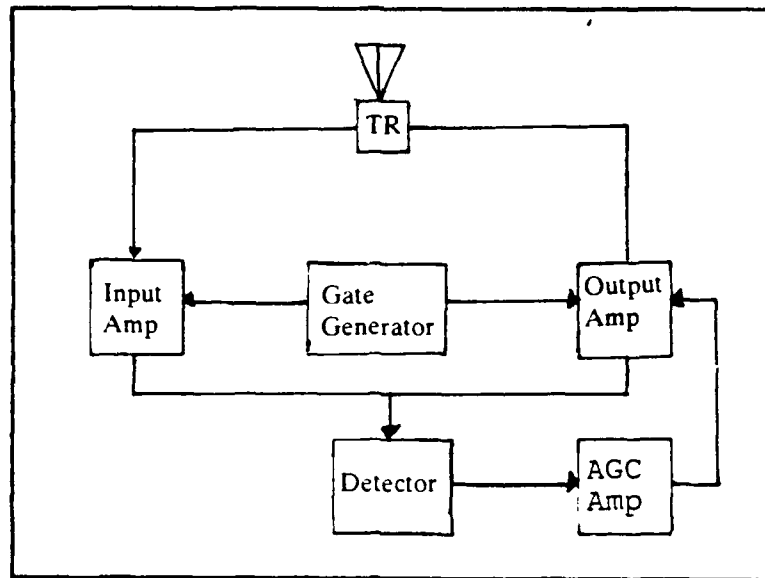 TR
Input
Amp
Gate
Generator
Output
Amp
Detector
AGC
Amp